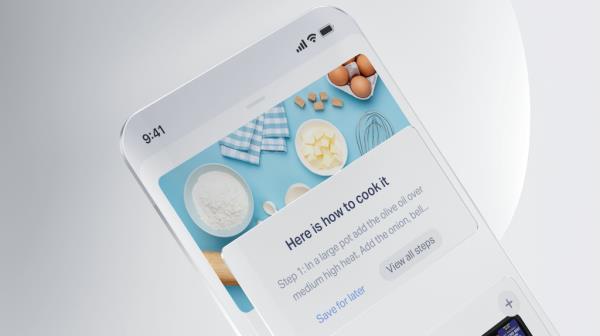 9:41
Here is how to cook it
Step 1: In a large pot add the olive oil over
medium high heat. Add the onion, bell...
View all steps
Save for later
+